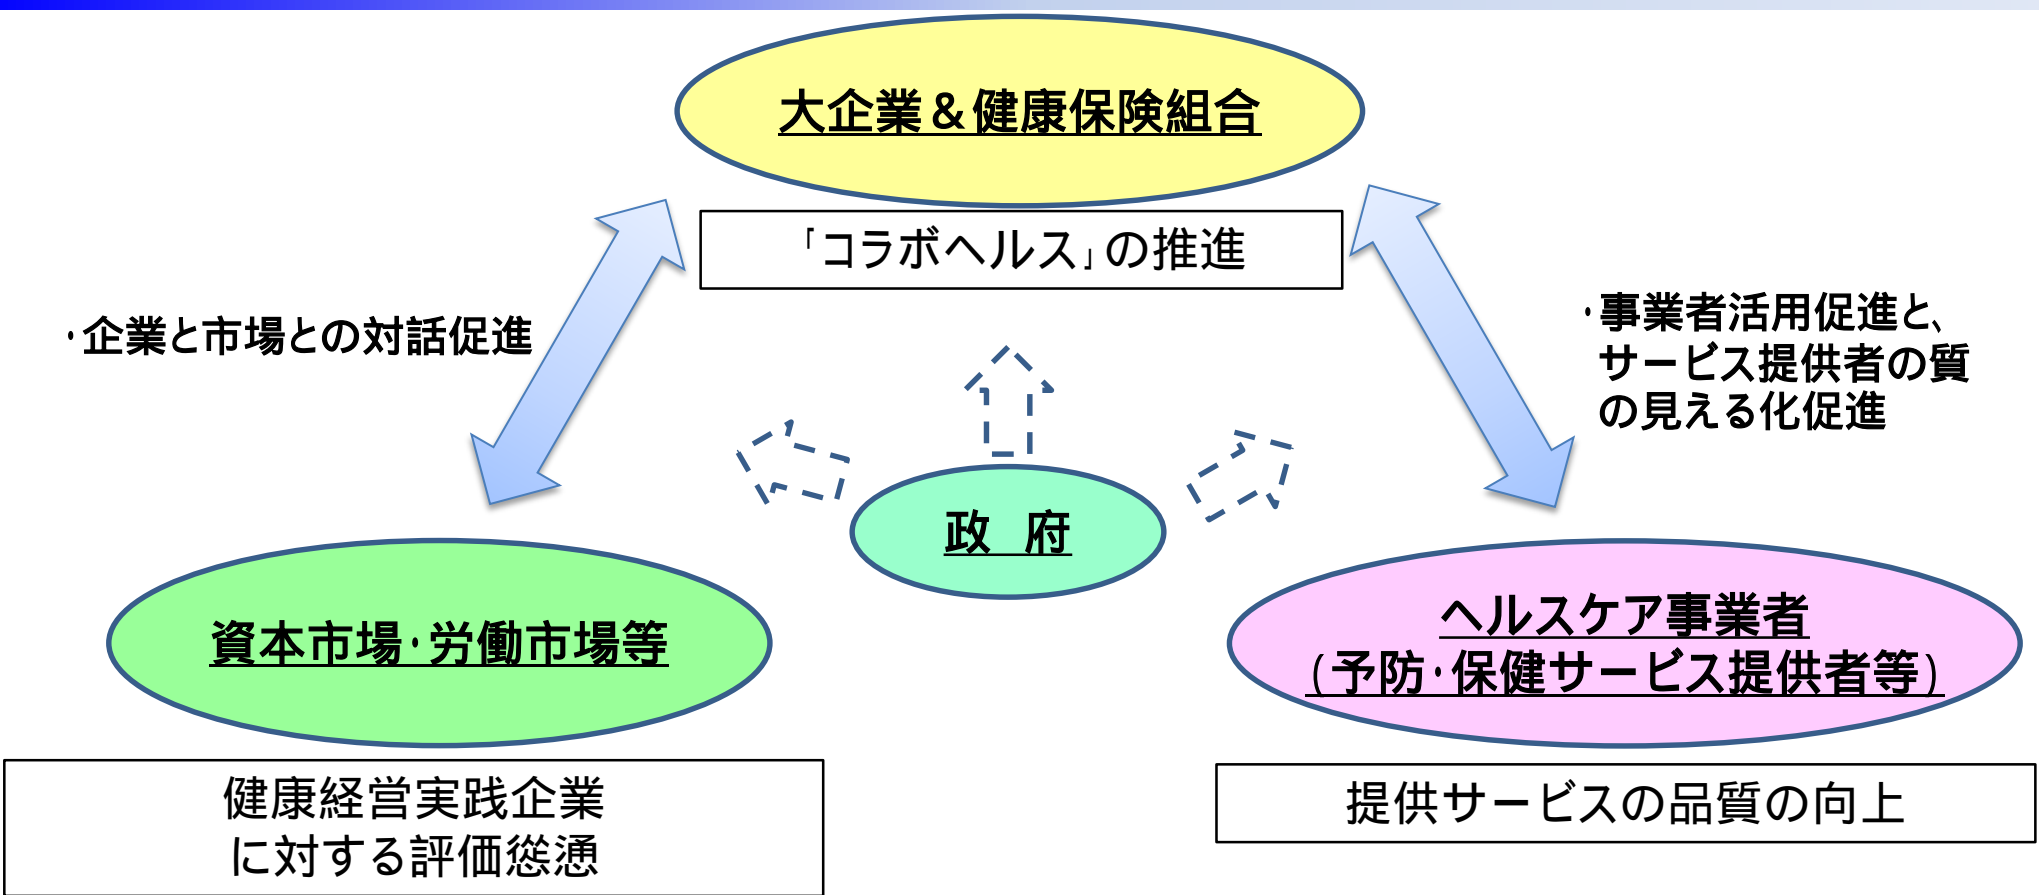 大企業＆健康保険組合
「コラボヘルス」の推進
・企業と市場との対話促進
・事業者活用促進と、
サービス提供者の質
の見える化促進
政　府
資本市場・労働市場等
ヘルスケア事業者
（予防・保健サービス提供者等）
健康経営実践企業
に対する評価慫慂
提供サービスの品質の向上